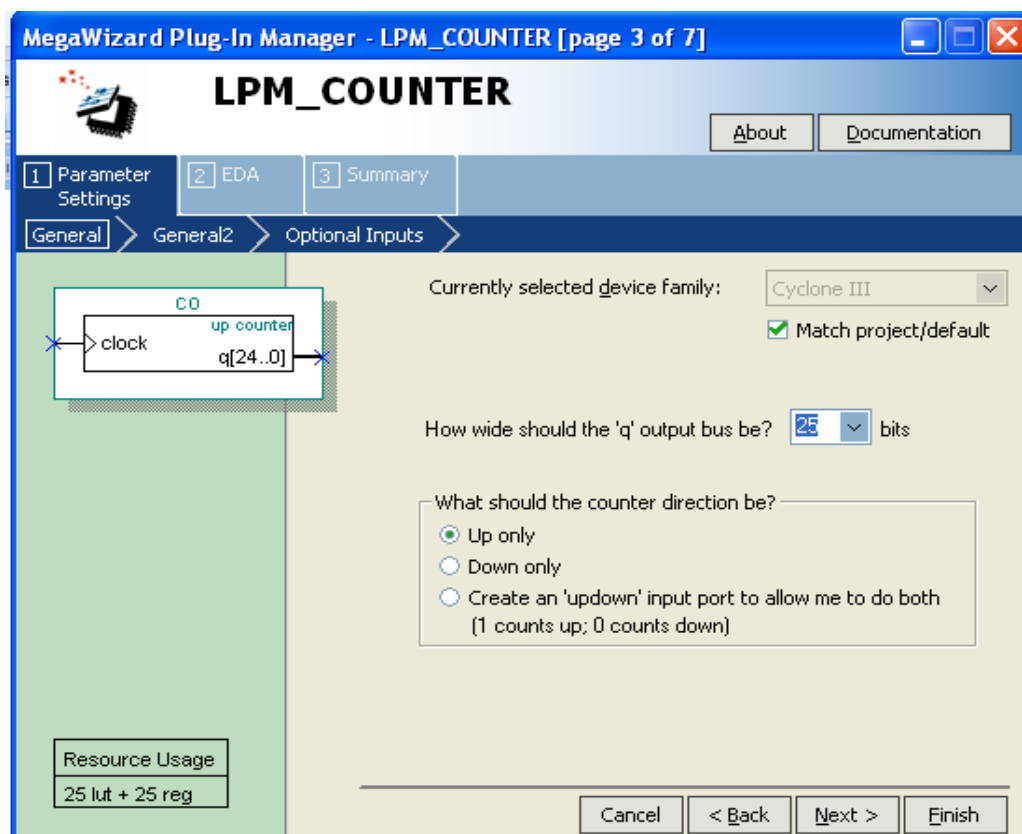 MegaWizard Plug-In Manager - LPM_COUNTER [page 3 of 7]
LPM_COUNTER
About
Documentation
1 Parameter Settings
2 EDA
3 Summary
General
General2
Optional Inputs
CO
up counter
clock
q[24..0]
Currently selected device family:
Cyclone III
Match project/default
How wide should the 'q' output bus be? 25 bits
What should the counter direction be?
Up only
Down only
Create an 'updown' input port to allow me to do both
(1 counts up; 0 counts down)
Resource Usage
25 lut + 25 reg
Cancel
< Back
Next >
Finish